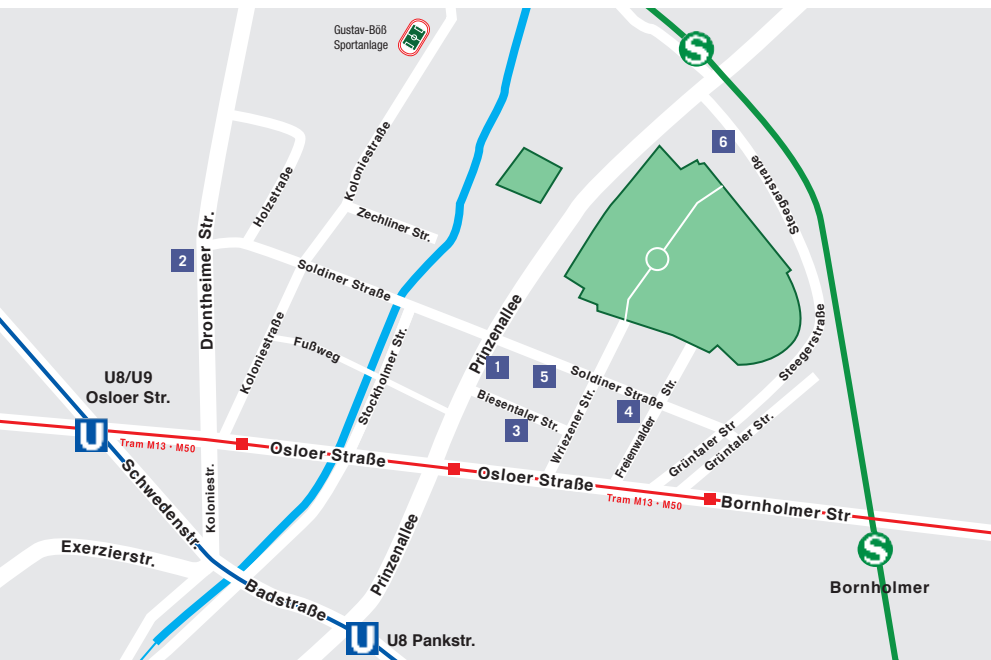 Gustav-Böß
Sportanlage
S
6
Koloniestraße
Steegerstraße
Holzstraße
Zechliner Str.
Drontheimer Str.
2
Soldiner Straße
Prinzenallee
Koloniestraße
Fußweg
Stockholmer Str.
Steegerstraße
1
5
Soldiner Straße
U8/U9
Osloer Str.
Biesentaler Str.
3
Wriezener Str.
4
Freienwalder Str.
Grüntaler Str
Grüntaler Str.
U
Tram M13 • M50
Osloer Straße
Osloer Straße
Tram M13 • M50
Bornholmer Str
Schwedenstr.
Koloniestr.
Prinzenallee
Exerzierstr.
S
Bornholmer
Badstraße
U
U8 Pankstr.